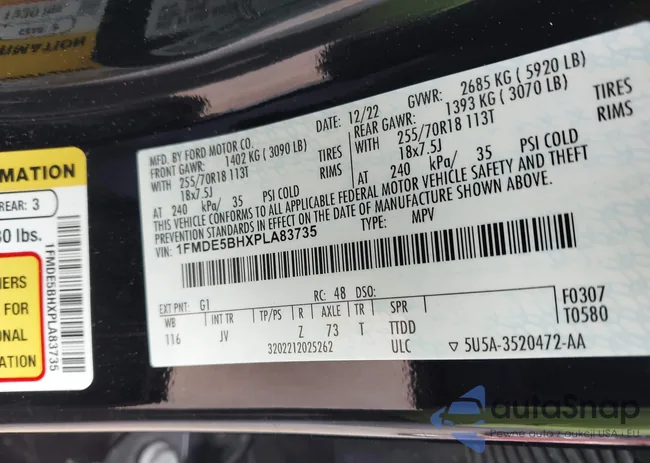 MFD. BY FORD MOTOR CO.
DATE: 12/22
GVWR: 2685 KG ( 5920 LB)
FRONT GAWR: 1402 KG ( 3090 LB)
REAR GAWR: 1393 KG ( 3070 LB)
WITH 255/70R18 113T TIRES
WITH 255/70R18 113T TIRES
18x7.5J RIMS
18x7.5J RIMS
AT 240 kPa/ 35 PSI COLD
AT 240 kPa/ 35 PSI COLD
THIS VEHICLE CONFORMS TO ALL APPLICABLE FEDERAL MOTOR VEHICLE SAFETY AND THEFT
PREVENTION STANDARDS IN EFFECT ON THE DATE OF MANUFACTURE SHOWN ABOVE.
VIN: 1FMDE5BHXPLA83735
TYPE: MPV
EXT PNT: G1 RC: 48 DSO:
WB INT TR TP/PS R AXLE TR SPR
116 JV Z 73 T TTDD
3202212025262 ULC
F0307
T0580
▽ 5U5A-3520472-AA
MATION
REAR: 3
lbs.
FOR
ONAL
ATION
1FMDE5BHXPLA83735
autoSnap
Pewne auta z aukcji USA i EU